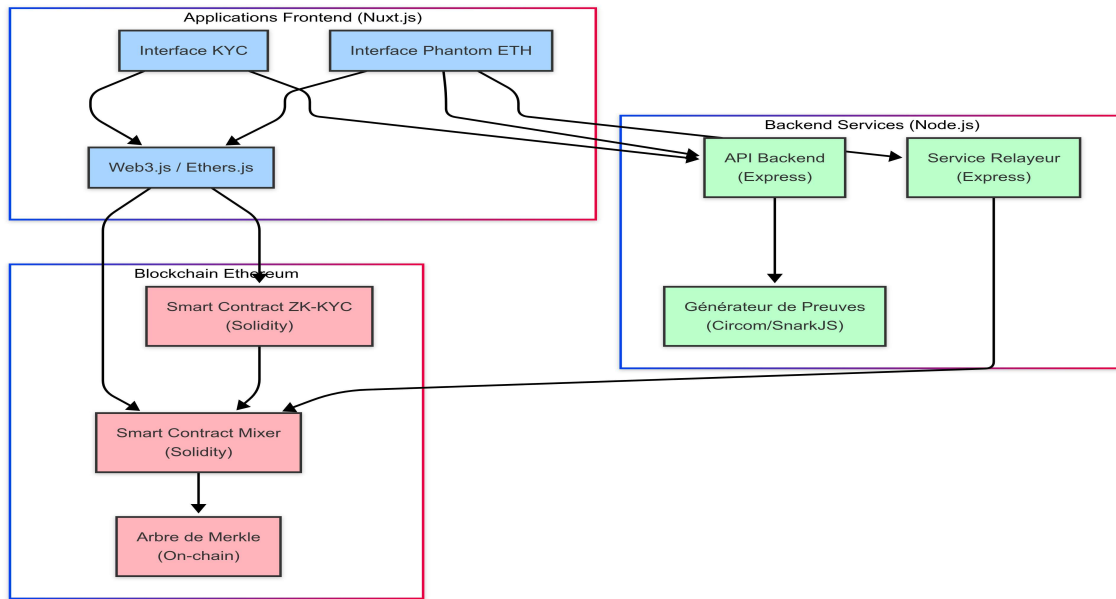 Applications Frontend (Nuxt.js)
Interface KYC
Interface Phantom ETH
Web3.js / Ethers.js
Backend Services (Node.js)
API Backend
(Express)
Service Relayeur
(Express)
Générateur de Preuves
(Circom/SnarkJS)
Blockchain Ethereum
Smart Contract ZK-KYC
(Solidity)
Smart Contract Mixer
(Solidity)
Arbre de Merkle
(On-chain)